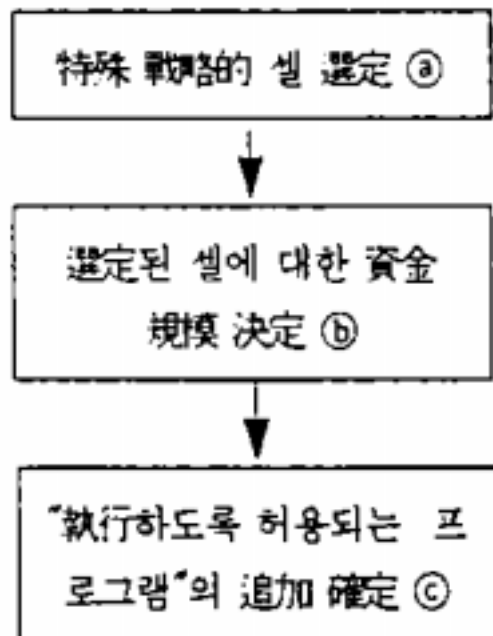 特殊 戰略的 셀 選定 ⓐ
選定된 셀에 대한 資金
規模 決定 ⓑ
"執行하도록 허용되는 프
로그램"의 追加 確定 ⓒ